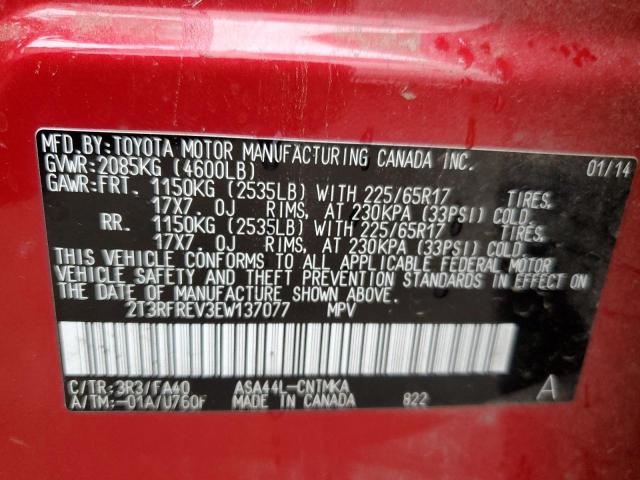 MFD.BY:TOYOTA MOTOR MANUFACTURING CANADA INC. 01/14
GVWR:2085KG (4600LB)
GAWR:FRT. 1150KG (2535LB) WITH 225/65R17 TIRES,
17X7. OJ RIMS, AT 230KPA (33PSI) COLD.
RR. 1150KG (2535LB) WITH 225/65R17 TIRES,
17X7. OJ RIMS, AT 230KPA (33PSI) COLD.
THIS VEHICLE CONFORMS TO ALL APPLICABLE FEDERAL MOTOR
VEHICLE SAFETY AND THEFT PREVENTION STANDARDS IN EFFECT ON
THE DATE OF MANUFACTURE SHOWN ABOVE.
2T3RFREV3EW137077 MPV
C/TR:3R3/FA40 ASA44L-CNTMKA
A/TM:-01A/U760F MADE IN CANADA 822 A